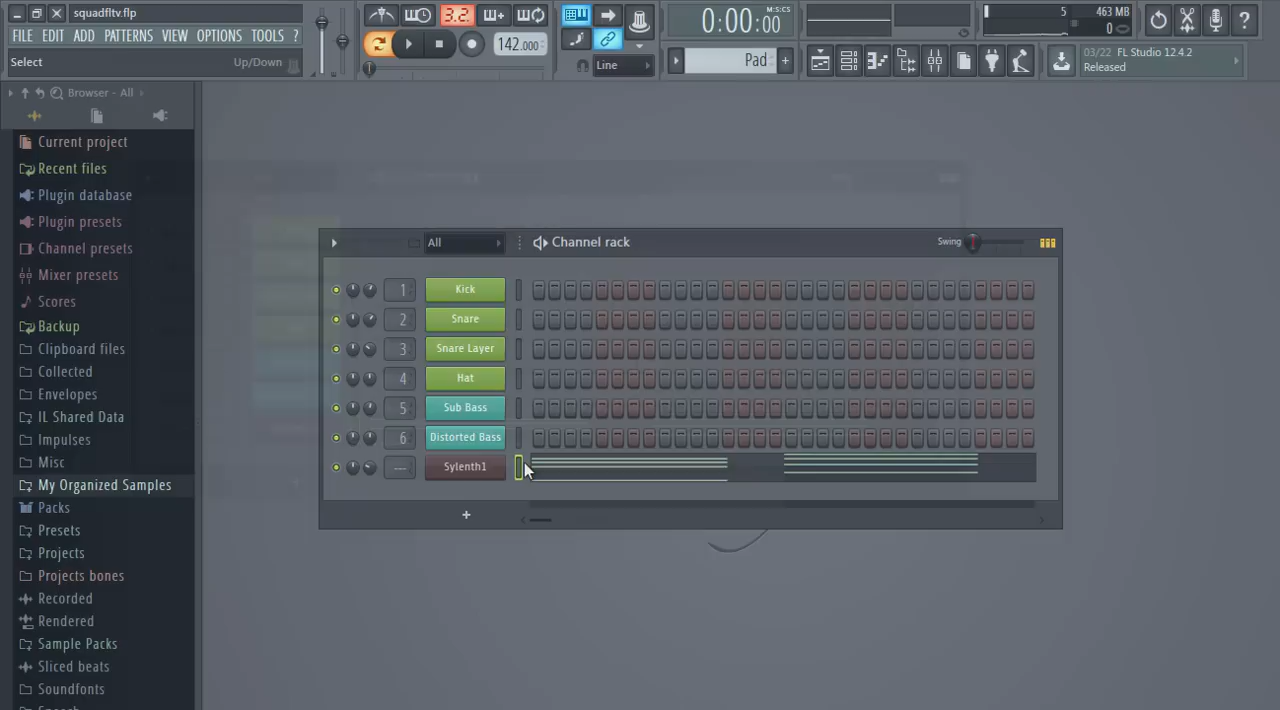 squadfltv.flp
FILE EDIT ADD PATTERNS VIEW OPTIONS TOOLS ?
Select Up/Down
3.2
142.000
Line
0:00:00
M:S:CS
Pad
5 463 MB
0
03/22 FL Studio 12.4.2
Released
Browser - All
Current project
Recent files
Plugin database
Plugin presets
Channel presets
Mixer presets
Scores
Backup
Clipboard files
Collected
Envelopes
IL Shared Data
Impulses
Misc
My Organized Samples
Packs
Presets
Projects
Projects bones
Recorded
Rendered
Sample Packs
Sliced beats
Soundfonts
All
Channel rack
Swing
1 Kick
2 Snare
3 Snare Layer
4 Hat
5 Sub Bass
6 Distorted Bass
--- Sylenth1
+